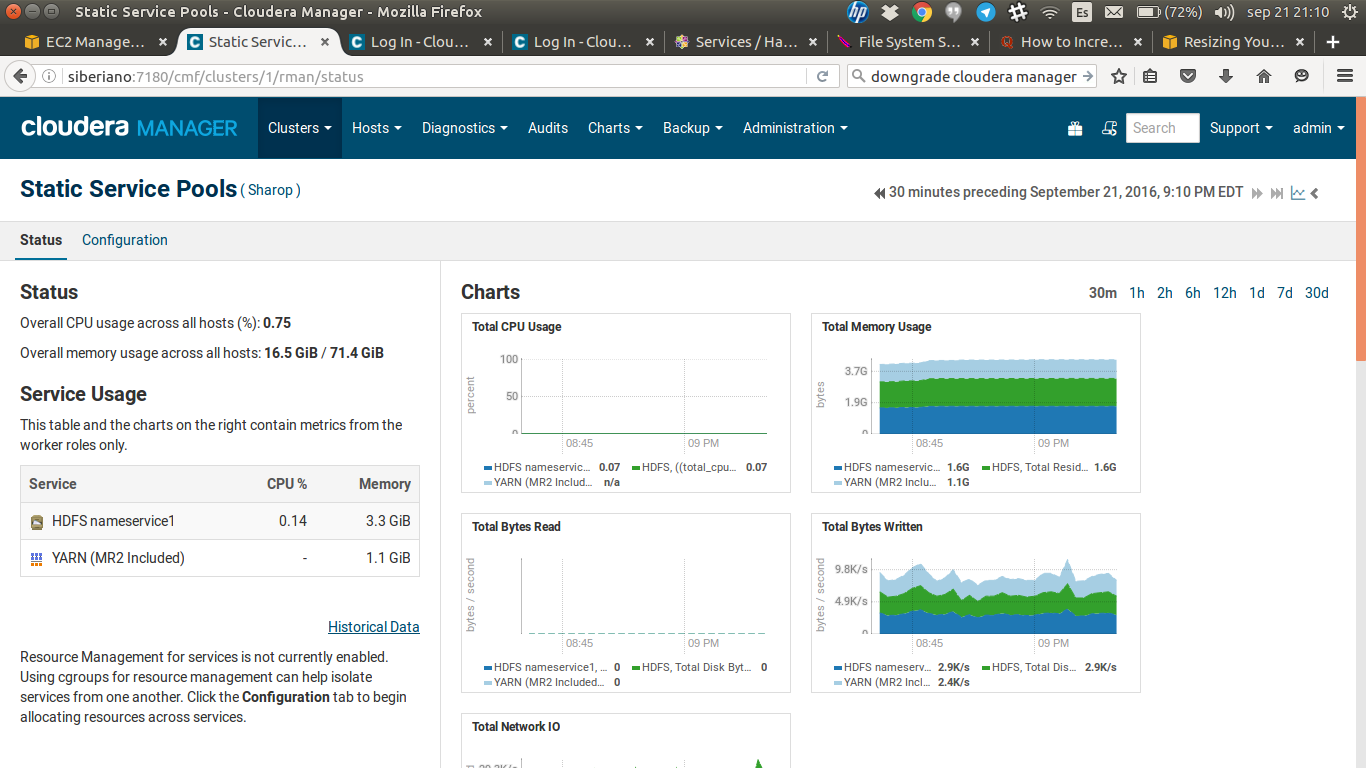 Static Service Pools - Cloudera Manager - Mozilla Firefox
Es
(72%)
sep 21 21:10
EC2 Manage...
Static Servic...
Log In - Clou...
Log In - Clou...
Services / Ha...
File System S...
How to Incre...
Resizing You...
siberiano:7180/cmf/clusters/1/rman/status
downgrade cloudera manager
cloudera MANAGER
Clusters
Hosts
Diagnostics
Audits
Charts
Backup
Administration
Search
Support
admin
Static Service Pools ( Sharop )
30 minutes preceding September 21, 2016, 9:10 PM EDT
Status
Configuration
Status
Overall CPU usage across all hosts (%): 0.75
Overall memory usage across all hosts: 16.5 GiB / 71.4 GiB
Service Usage
This table and the charts on the right contain metrics from the
worker roles only.
Service CPU % Memory
HDFS nameservice1 0.14 3.3 GiB
YARN (MR2 Included) - 1.1 GiB
Historical Data
Resource Management for services is not currently enabled.
Using cgroups for resource management can help isolate
services from one another. Click the Configuration tab to begin
allocating resources across services.
Charts
30m 1h 2h 6h 12h 1d 7d 30d
Total CPU Usage
percent
100
50
0
08:45 09 PM
HDFS nameservic... 0.07 HDFS, ((total_cpu... 0.07
YARN (MR2 Includ... n/a
Total Memory Usage
bytes
3.7G
1.9G
0
08:45 09 PM
HDFS nameservic... 1.6G HDFS, Total Resid... 1.6G
YARN (MR2 Inclu... 1.1G
Total Bytes Read
bytes / second
08:45 09 PM
HDFS nameservice1, ... 0 HDFS, Total Disk Byt... 0
YARN (MR2 Included... 0
Total Bytes Written
bytes / second
9.8K/s
4.9K/s
0
08:45 09 PM
HDFS nameserv... 2.9K/s HDFS, Total Dis... 2.9K/s
YARN (MR2 Incl... 2.4K/s
Total Network IO